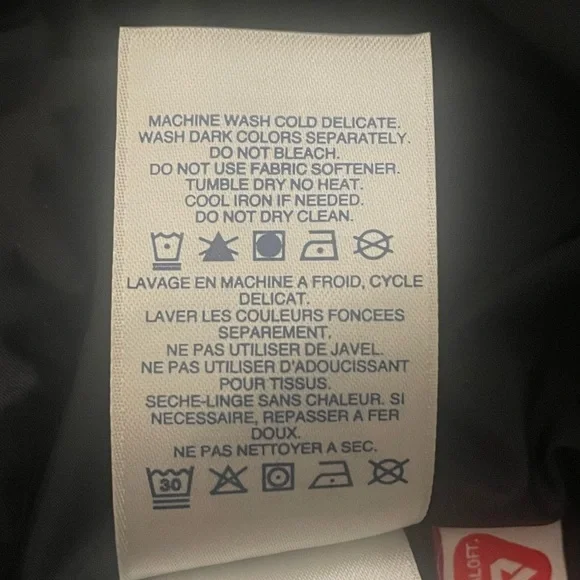 MACHINE WASH COLD DELICATE.
WASH DARK COLORS SEPARATELY.
DO NOT BLEACH.
DO NOT USE FABRIC SOFTENER.
TUMBLE DRY NO HEAT.
COOL IRON IF NEEDED.
DO NOT DRY CLEAN.
LAVAGE EN MACHINE A FROID, CYCLE
DELICAT.
LAVER LES COULEURS FONCEES
SEPAREMENT.
NE PAS UTILISER DE JAVEL.
NE PAS UTILISER D'ADOUCISSANT
POUR TISSUS.
SECHE-LINGE SANS CHALEUR. SI
NECESSAIRE, REPASSER A FER
DOUX.
NE PAS NETTOYER A SEC.
30
ALOFT.